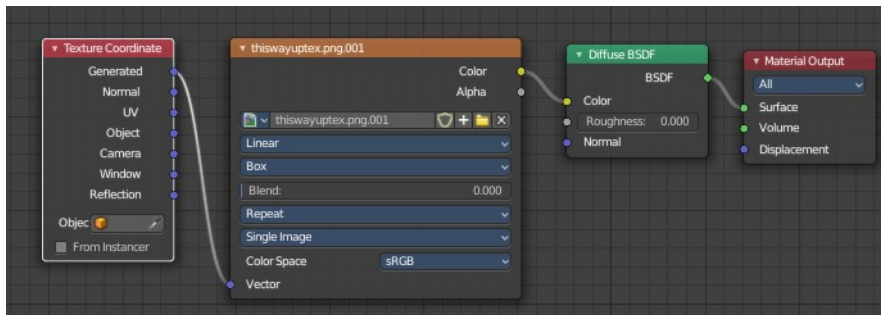 Texture Coordinate
Generated
Normal
UV
Object
Camera
Window
Reflection
Objec
From Instancer
thiswayuptex.png.001
Color
Alpha
thiswayuptex.png.001
Linear
Box
Blend: 0.000
Repeat
Single Image
Color Space sRGB
Vector
Diffuse BSDF
BSDF
Color
Roughness: 0.000
Normal
Material Output
All
Surface
Volume
Displacement